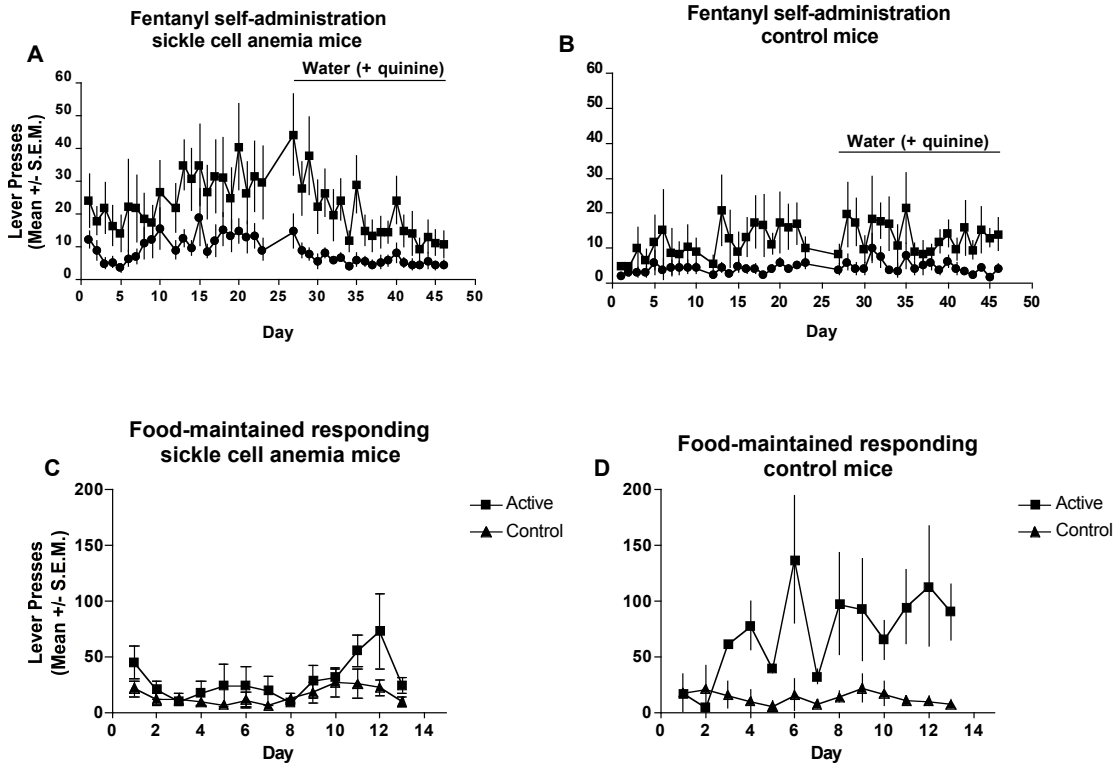 Fentanyl self-administration
sickle cell anemia mice
A
Water (+ quinine)
Lever Presses
(Mean +/- S.E.M.)
60
50
40
30
20
10
0
0 5 10 15 20 25 30 35 40 45 50
Day
Fentanyl self-administration
control mice
B
Water (+ quinine)
60
50
40
30
20
10
0
0 5 10 15 20 25 30 35 40 45 50
Day
Food-maintained responding
sickle cell anemia mice
C
Lever Presses
(Mean +/- S.E.M.)
200
150
100
50
0
0 2 4 6 8 10 12 14
Day
Active
Control
Food-maintained responding
control mice
D
200
150
100
50
0
0 2 4 6 8 10 12 14
Day
Active
Control